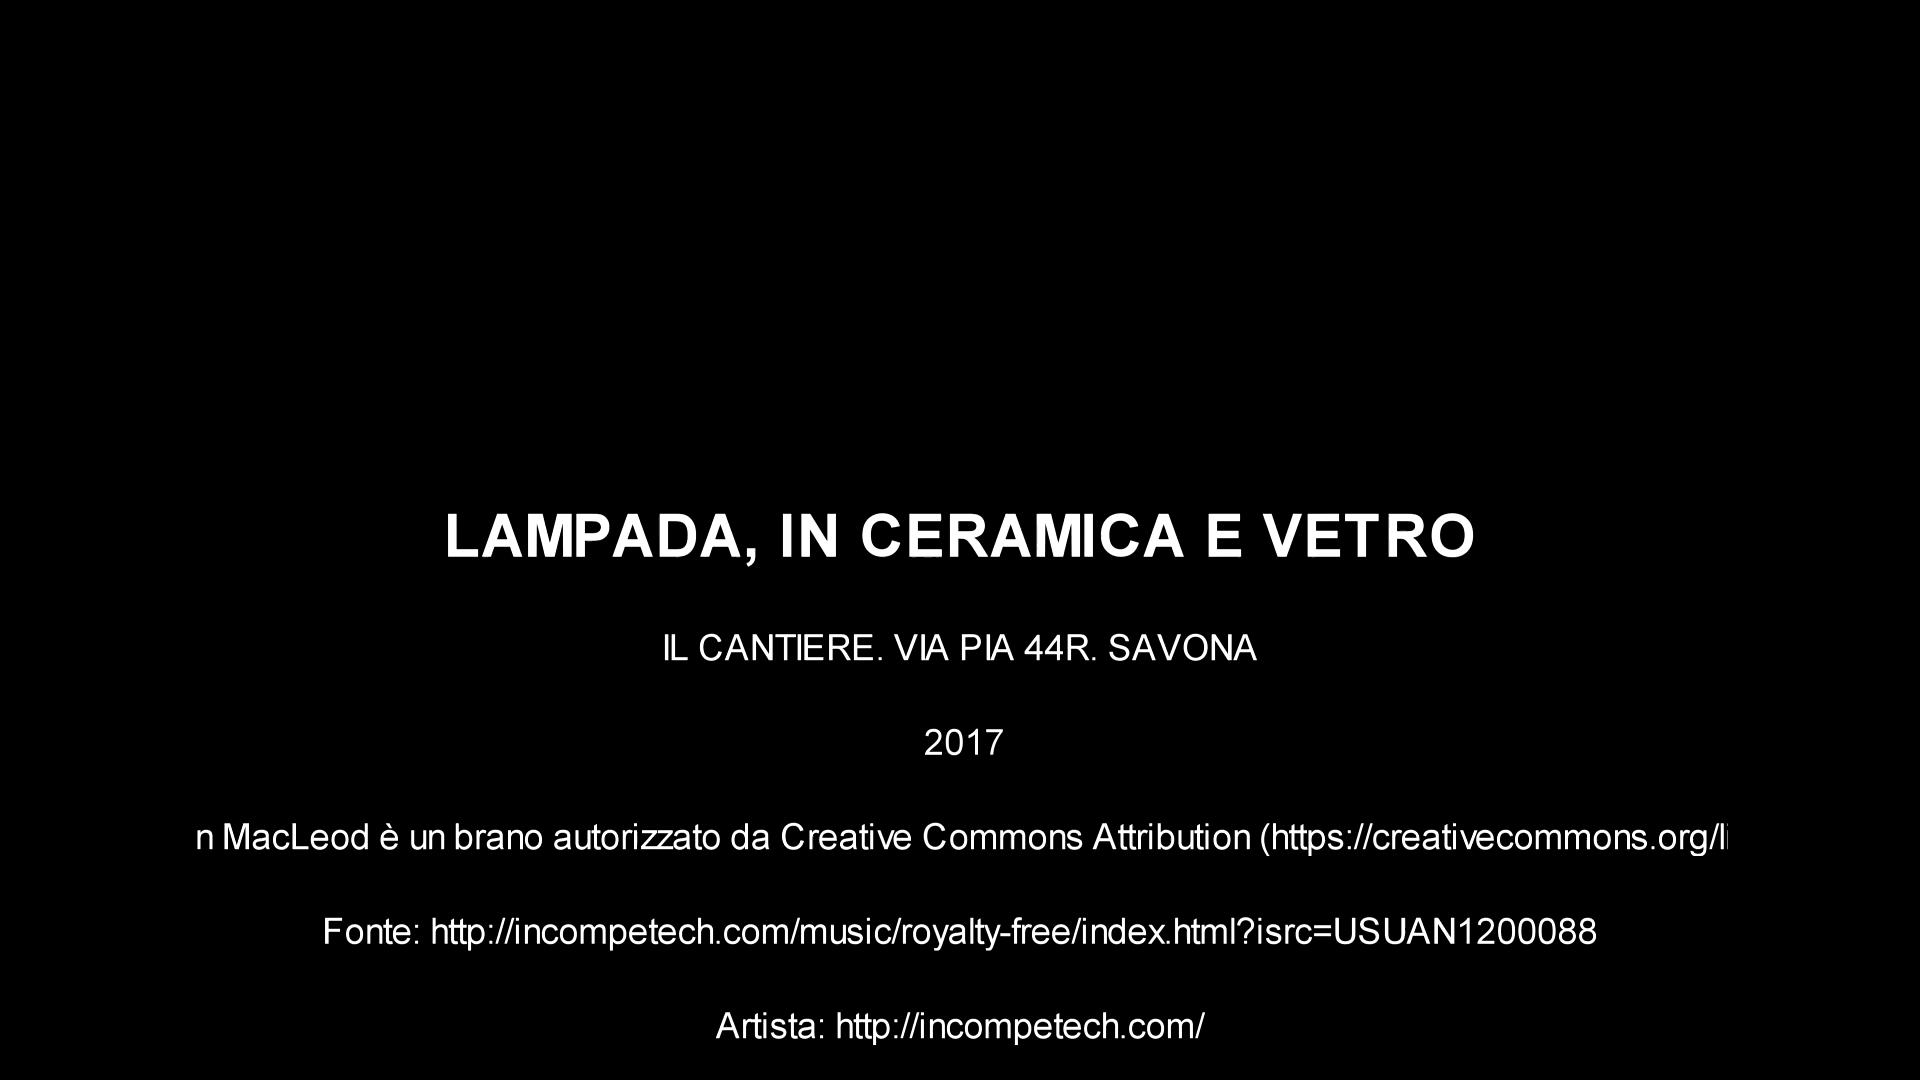 LAMPADA, IN CERAMICA E VETRO
IL CANTIERE. VIA PIA 44R. SAVONA
2017
n MacLeod è un brano autorizzato da Creative Commons Attribution (https://creativecommons.org/li
Fonte: http://incompetech.com/music/royalty-free/index.html?isrc=USUAN1200088
Artista: http://incompetech.com/